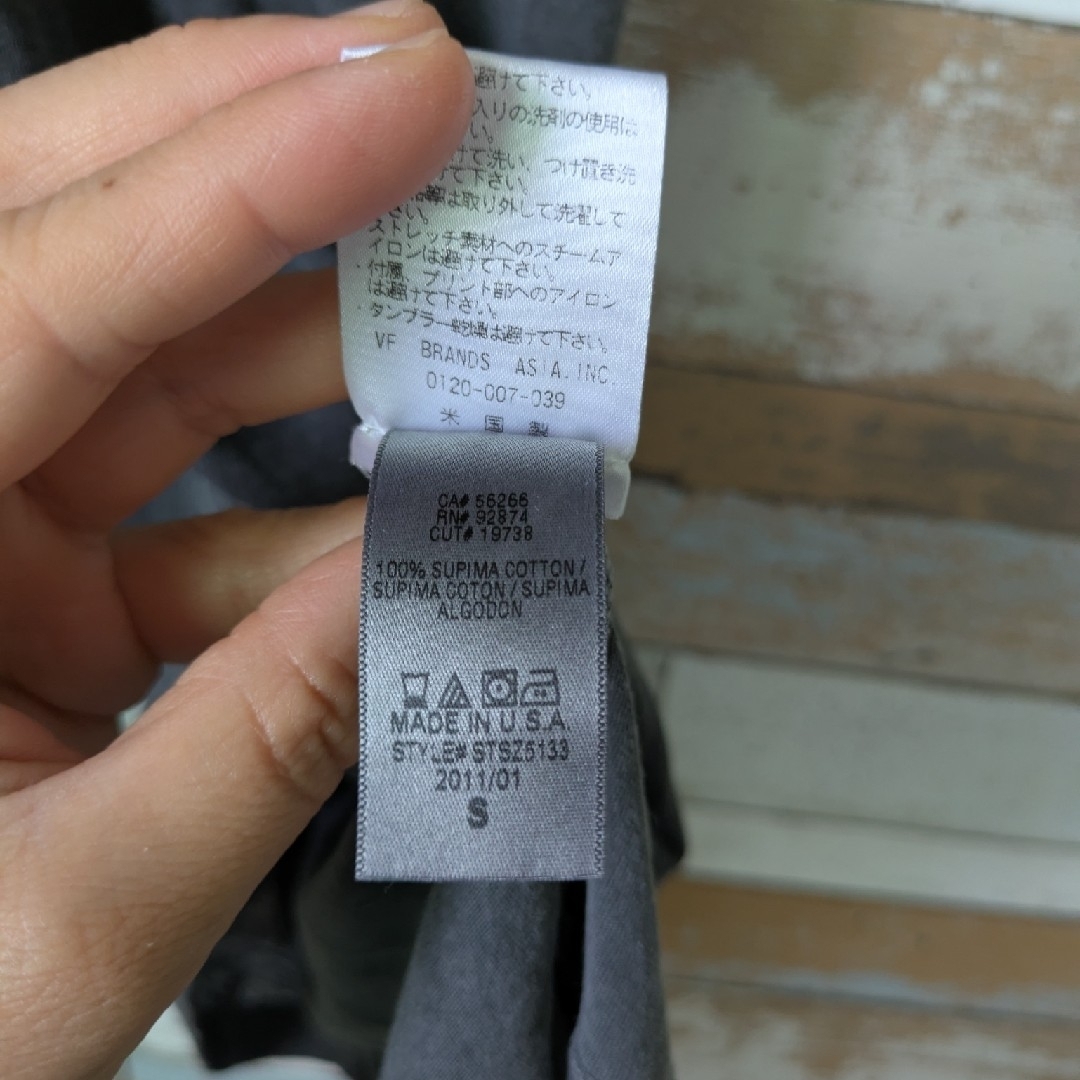 避けて下さい。
入りの洗剤の使用は
い。
けて洗い、つけ置き洗
けて下さい。
は取り外して洗濯して
さい。
ストレッチ素材へのスチームア
イロンは避けて下さい。
・付属、プリント部へのアイロン
は避けて下さい。
・タンブラー乾燥は避けて下さい。
VF BRANDS ASIA.INC.
0120-007-039
米国製
CA# 56266
RN# 92874
CUT# 19738
100% SUPIMA COTTON /
SUPIMA COTON / SUPIMA
ALGODON
MADE IN U.S.A.
STYLE# STSZ5133
2011/01
S